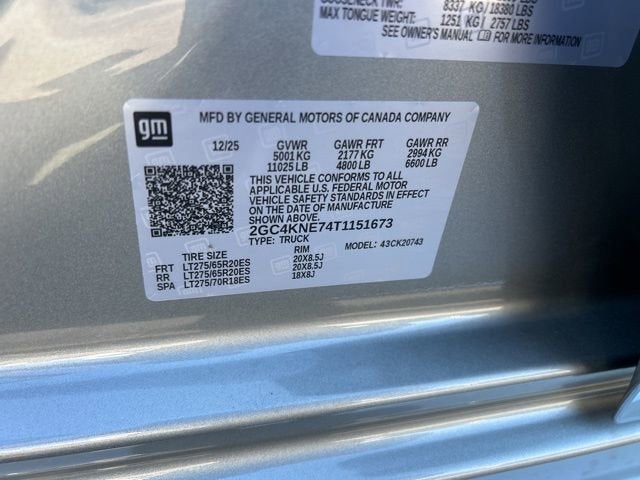 GOOSENECK TWR: 8337 KG/18380 LBS
MAX TONGUE WEIGHT: 1251 KG / 2757 LBS
SEE OWNER'S MANUAL FOR MORE INFORMATION
gm
MFD BY GENERAL MOTORS OF CANADA COMPANY
12/25 GVWR GAWR FRT GAWR RR
5001 KG 2177 KG 2994 KG
11025 LB 4800 LB 6600 LB
THIS VEHICLE CONFORMS TO ALL
APPLICABLE U.S. FEDERAL MOTOR
VEHICLE SAFETY STANDARDS IN EFFECT
ON THE DATE OF MANUFACTURE
SHOWN ABOVE.
2GC4KNE74T1151673
TYPE: TRUCK MODEL: 43CK20743
TIRE SIZE RIM
FRT LT275/65R20ES 20X8.5J
RR LT275/65R20ES 20X8.5J
SPA LT275/70R18ES 18X8J